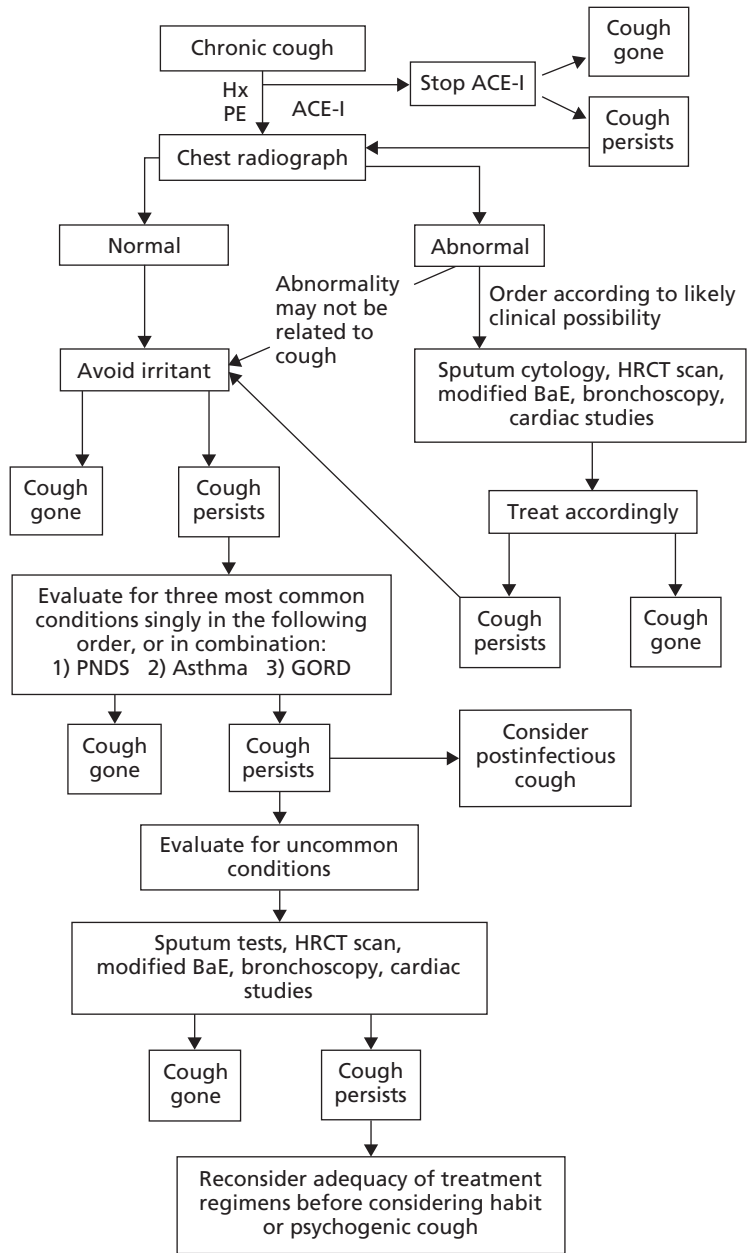 Chronic cough
Cough
gone
Hx
PE
ACE-I
Stop ACE-I
Cough
persists
Chest radiograph
Normal
Abnormal
Abnormality
may not be
related to
cough
Order according to likely
clinical possibility
Avoid irritant
Sputum cytology, HRCT scan,
modified BaE, bronchoscopy,
cardiac studies
Cough
gone
Cough
persists
Treat accordingly
Evaluate for three most common
conditions singly in the following
order, or in combination:
1) PNDS 2) Asthma 3) GORD
Cough
persists
Cough
gone
Cough
gone
Cough
persists
Consider
postinfectious
cough
Evaluate for uncommon
conditions
Sputum tests, HRCT scan,
modified BaE, bronchoscopy, cardiac
studies
Cough
gone
Cough
persists
Reconsider adequacy of treatment
regimens before considering habit
or psychogenic cough